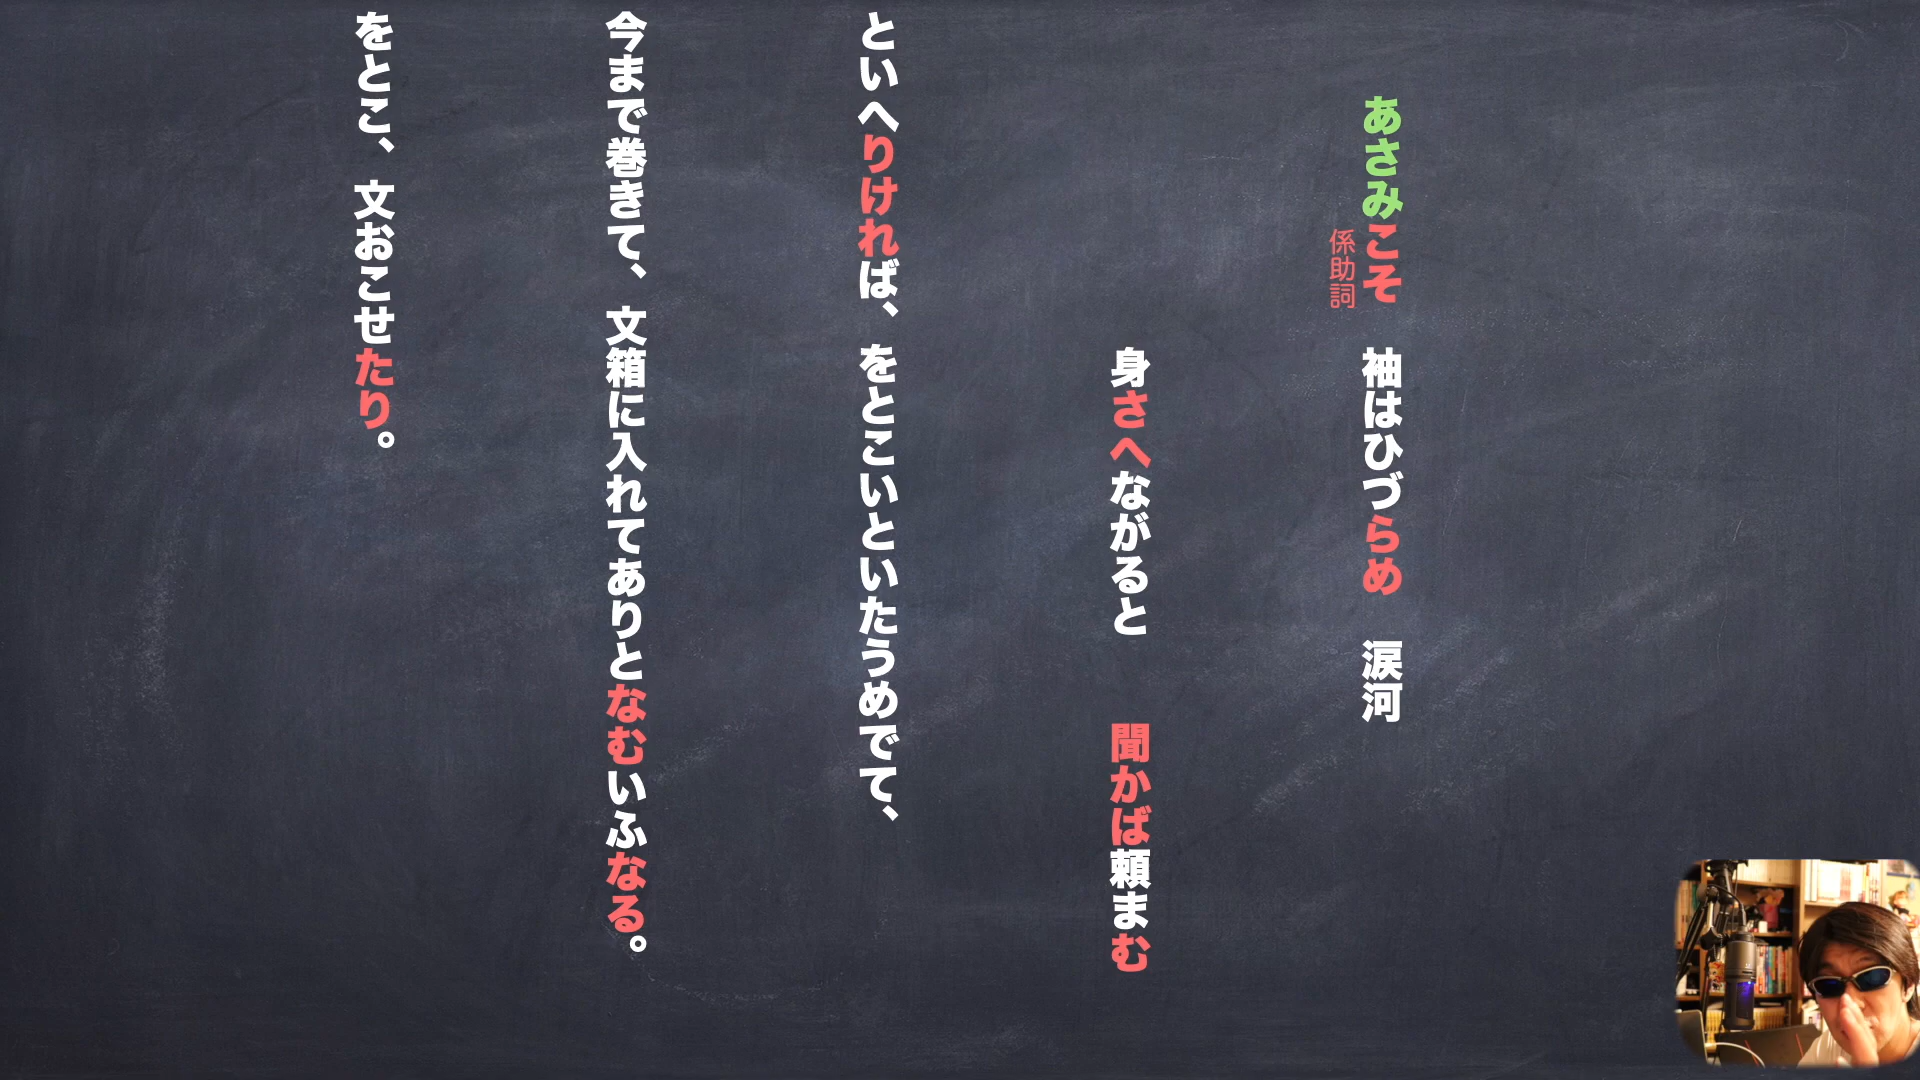 あさみこそ　袖はひづらめ　涙河
係助詞
身さへながると　聞かば頼まむ
といへりければ、をとこいといたうめでて、
今まで巻きて、文箱に入れてありとなむいふなる。
をとこ、文おこせたり。